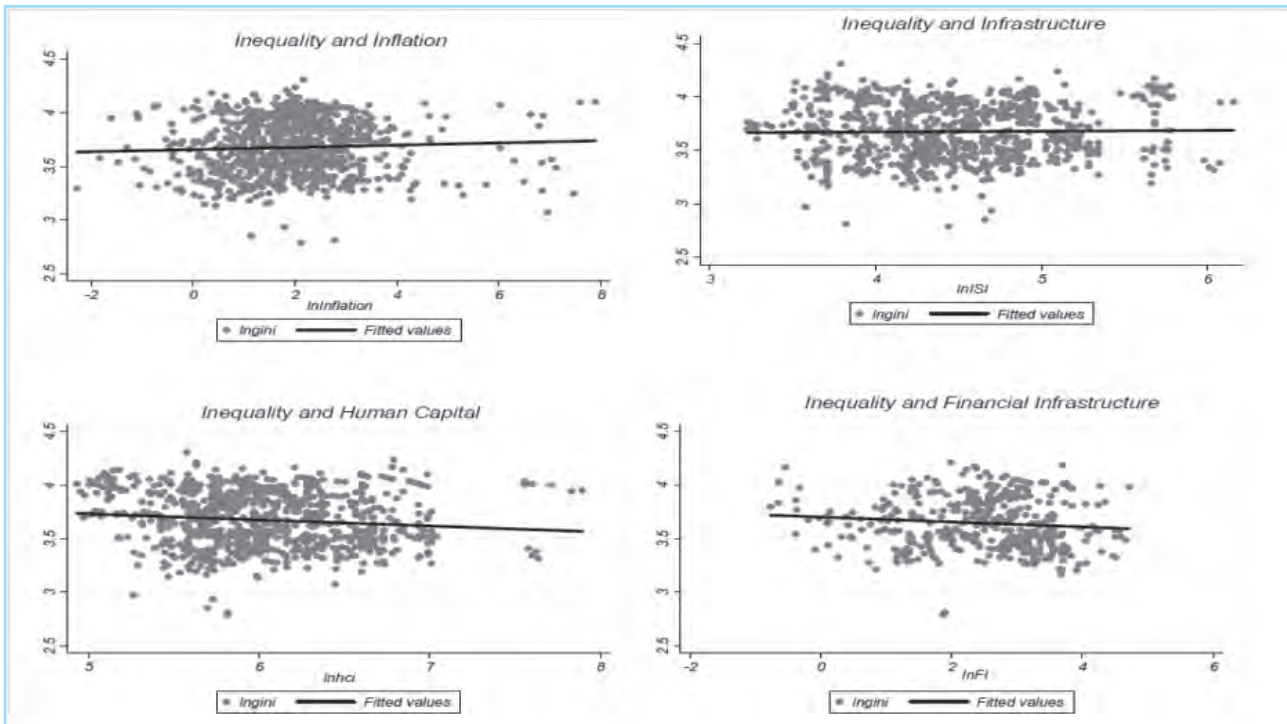 Inequality and Inflation
4.5
4
3.5
3
2.5
-2 0 2 4 6 8
lnInflation
lngini Fitted values
Inequality and Infrastructure
4.5
4
3.5
3
2.5
3 4 5 6
lnISI
lngini Fitted values
Inequality and Human Capital
4.5
4
3.5
3
2.5
5 6 7 8
lnhci
lngini Fitted values
Inequality and Financial Infrastructure
4.5
4
3.5
3
2.5
-2 0 2 4 6
lnFI
lngini Fitted values